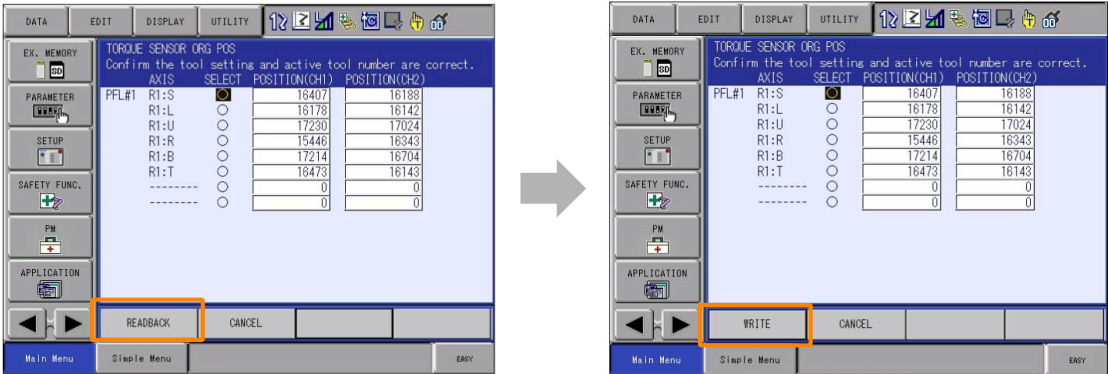 DATA EDIT DISPLAY UTILITY
EX. MEMORY
SD
PARAMETER
SETUP
SAFETY FUNC.
PM
APPLICATION
TORQUE SENSOR ORG POS
Confirm the tool setting and active tool number are correct.
AXIS SELECT POSITION(CH1) POSITION(CH2)
PFL#1 R1:S 16407 16188
R1:L 16178 16142
R1:U 17230 17024
R1:R 15446 16343
R1:B 17214 16704
R1:T 16473 16143
-------- 0 0
-------- 0 0
READBACK CANCEL
Main Menu Simple Menu EASY
DATA EDIT DISPLAY UTILITY
EX. MEMORY
SD
PARAMETER
SETUP
SAFETY FUNC.
PM
APPLICATION
TORQUE SENSOR ORG POS
Confirm the tool setting and active tool number are correct.
AXIS SELECT POSITION(CH1) POSITION(CH2)
PFL#1 R1:S 16407 16188
R1:L 16178 16142
R1:U 17230 17024
R1:R 15446 16343
R1:B 17214 16704
R1:T 16473 16143
-------- 0 0
-------- 0 0
WRITE CANCEL
Main Menu Simple Menu EASY